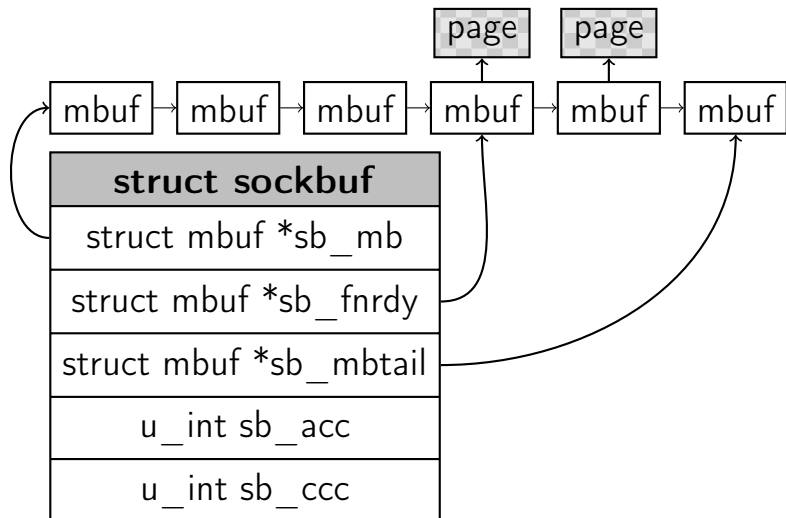 page page
mbuf mbuf mbuf mbuf mbuf mbuf
struct sockbuf
struct mbuf *sb_mb
struct mbuf *sb_fnrdy
struct mbuf *sb_mbtail
u_int sb_acc
u_int sb_ccc